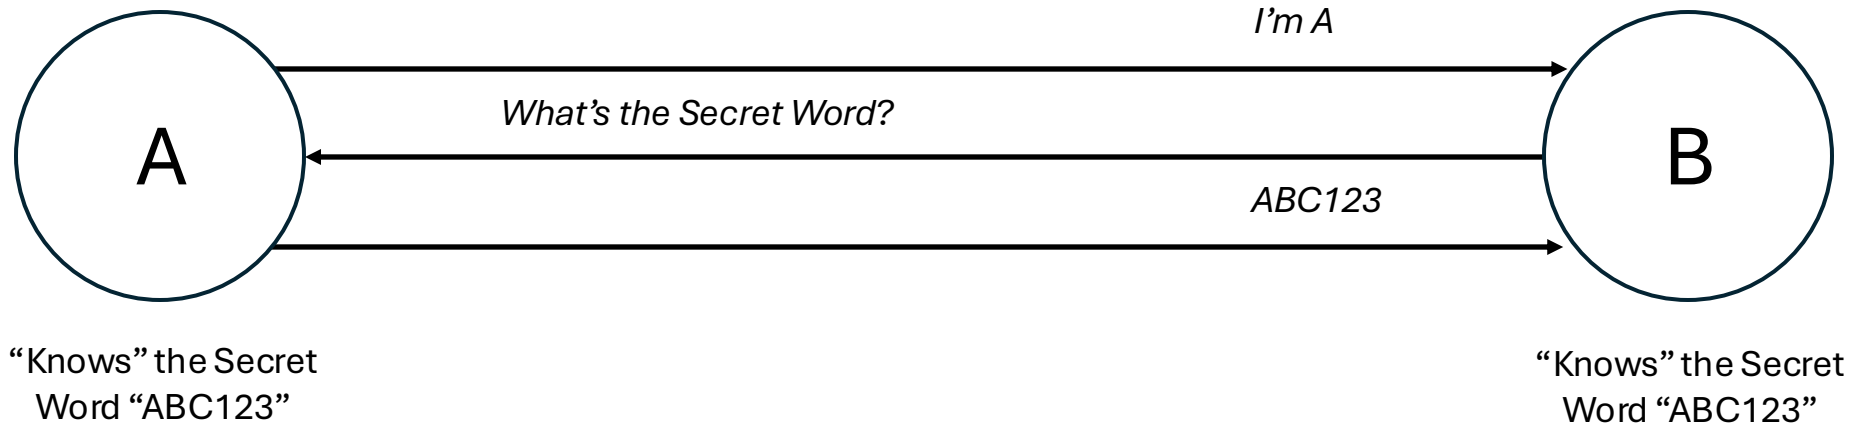 I’m A
What’s the Secret Word?
A
B
ABC123
“Knows” the Secret
Word “ABC123”
“Knows” the Secret
Word “ABC123”